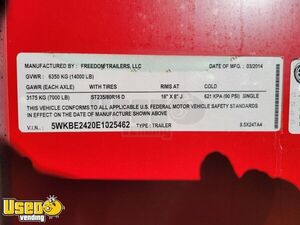 MANUFACTURED BY: FREEDOM TRAILERS, LLC DATE OF MFG.: 03/2014
GVWR: 6350 KG (14000 LB)
GAWR (EACH AXLE) WITH TIRES RIMS AT COLD
3175 KG (7000 LB) ST235/80R16 D 16" X 6" J 621 KPA (90 PSI) SINGLE
THIS VEHICLE CONFORMS TO ALL APPLICABLE U.S. FEDERAL MOTOR VEHICLE SAFETY STANDARDS
IN EFFECT ON THE DATE OF MANUFACTURE SHOWN ABOVE
V.I.N.: 5WKBE2420E1025462 TYPE: TRAILER 8.5X24TA4
Used
vending